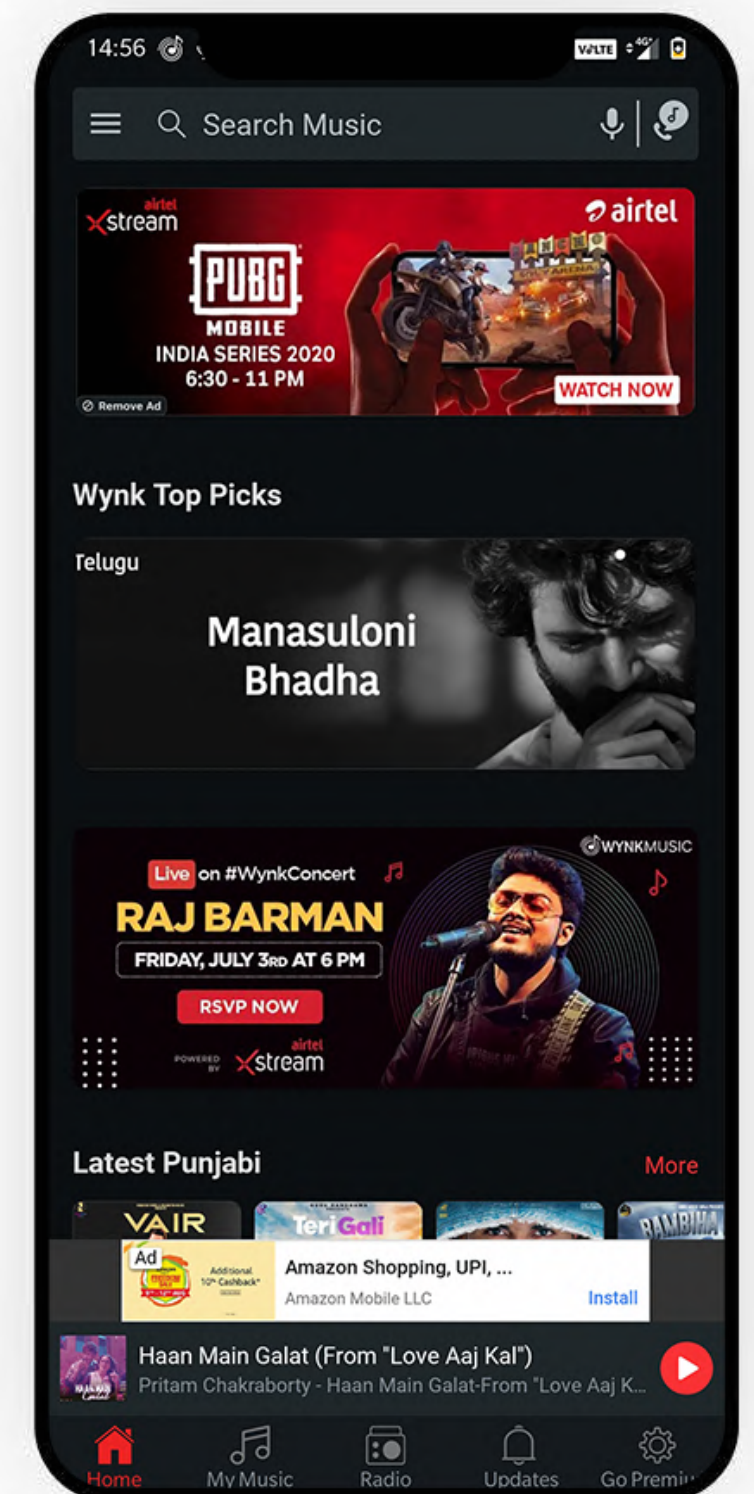 14:56
VoLTE 4G+
Search Music
airtel
Xstream
airtel
PUBG
MOBILE
INDIA SERIES 2020
6:30 - 11 PM
Remove Ad
WATCH NOW
Wynk Top Picks
Telugu
Manasuloni
Bhadha
WYNKMUSIC
Live on #WynkConcert
RAJ BARMAN
FRIDAY, JULY 3RD AT 6 PM
RSVP NOW
POWERED
BY
airtel
Xstream
Latest Punjabi
More
VAIR
Teri Gali
BAMBIHA
Ad
Additional
10% Cashback*
Amazon Shopping, UPI, ...
Amazon Mobile LLC
Install
Haan Main Galat (From "Love Aaj Kal")
Pritam Chakraborty - Haan Main Galat-From "Love Aaj K...
Home
My Music
Radio
Updates
Go Premiu